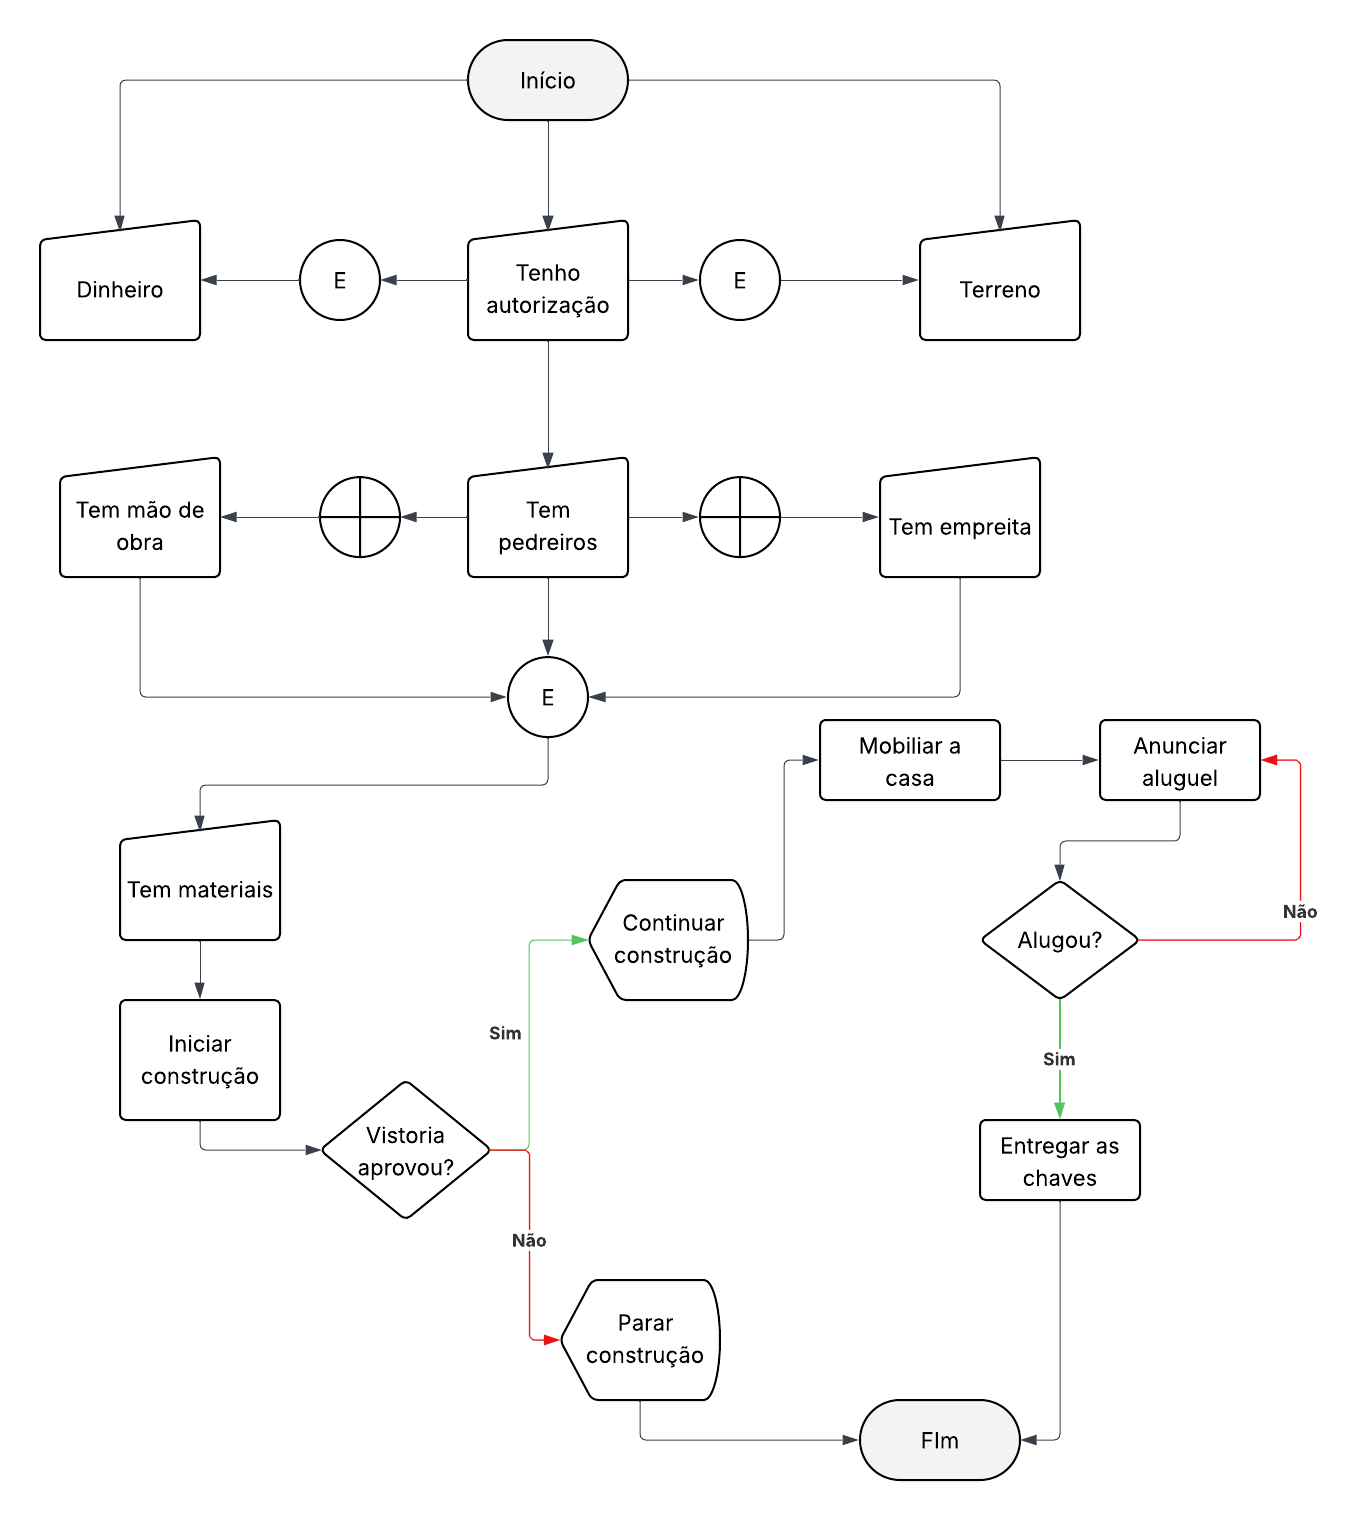 Início
Dinheiro
E
Tenho
autorização
E
Terreno
Tem mão de
obra
Tem
pedreiros
Tem empreita
E
Mobiliar a
casa
Anunciar
aluguel
Tem materiais
Continuar
construção
Alugou?
Não
Sim
Iniciar
construção
Sim
Vistoria
aprovou?
Entregar as
chaves
Não
Parar
construção
FIm